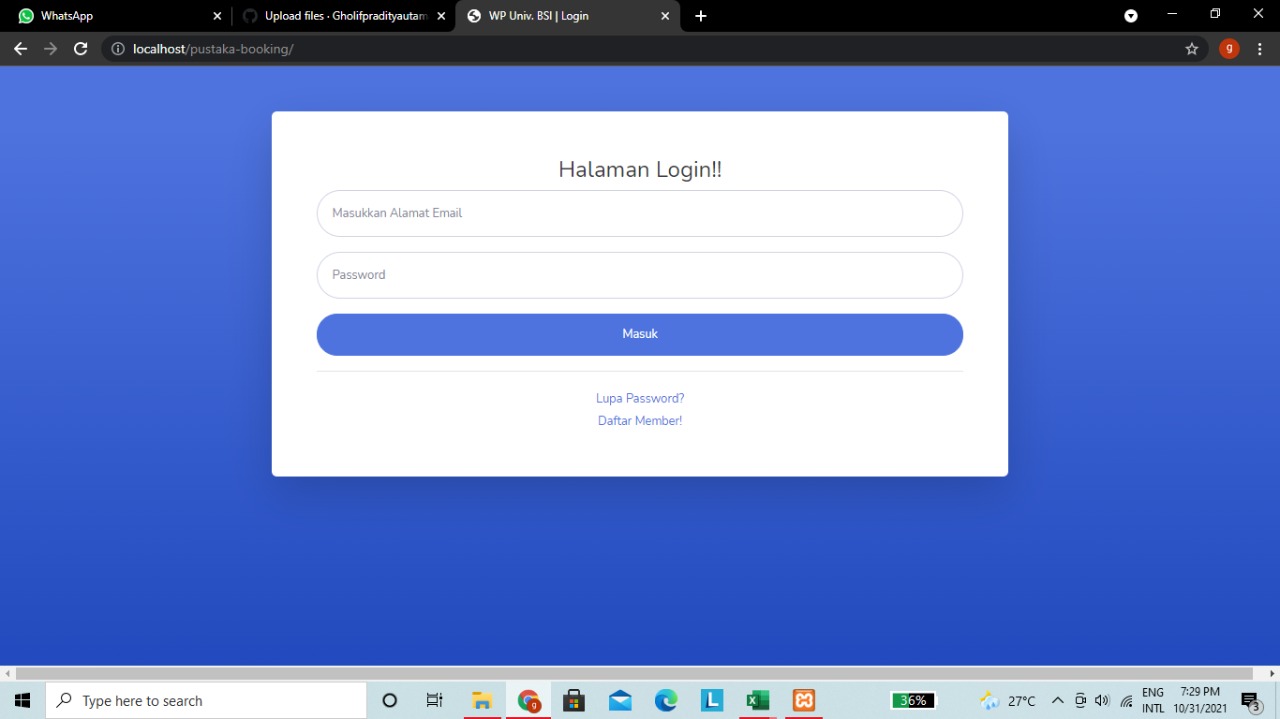 WhatsApp
Upload files · Gholifpradityautam
WP Univ. BSI | Login
localhost/pustaka-booking/
g
Halaman Login!!
Masukkan Alamat Email
Password
Masuk
Lupa Password?
Daftar Member!
Type here to search
g
L
36%
27°C
ENG
INTL
7:29 PM
10/31/2021
3